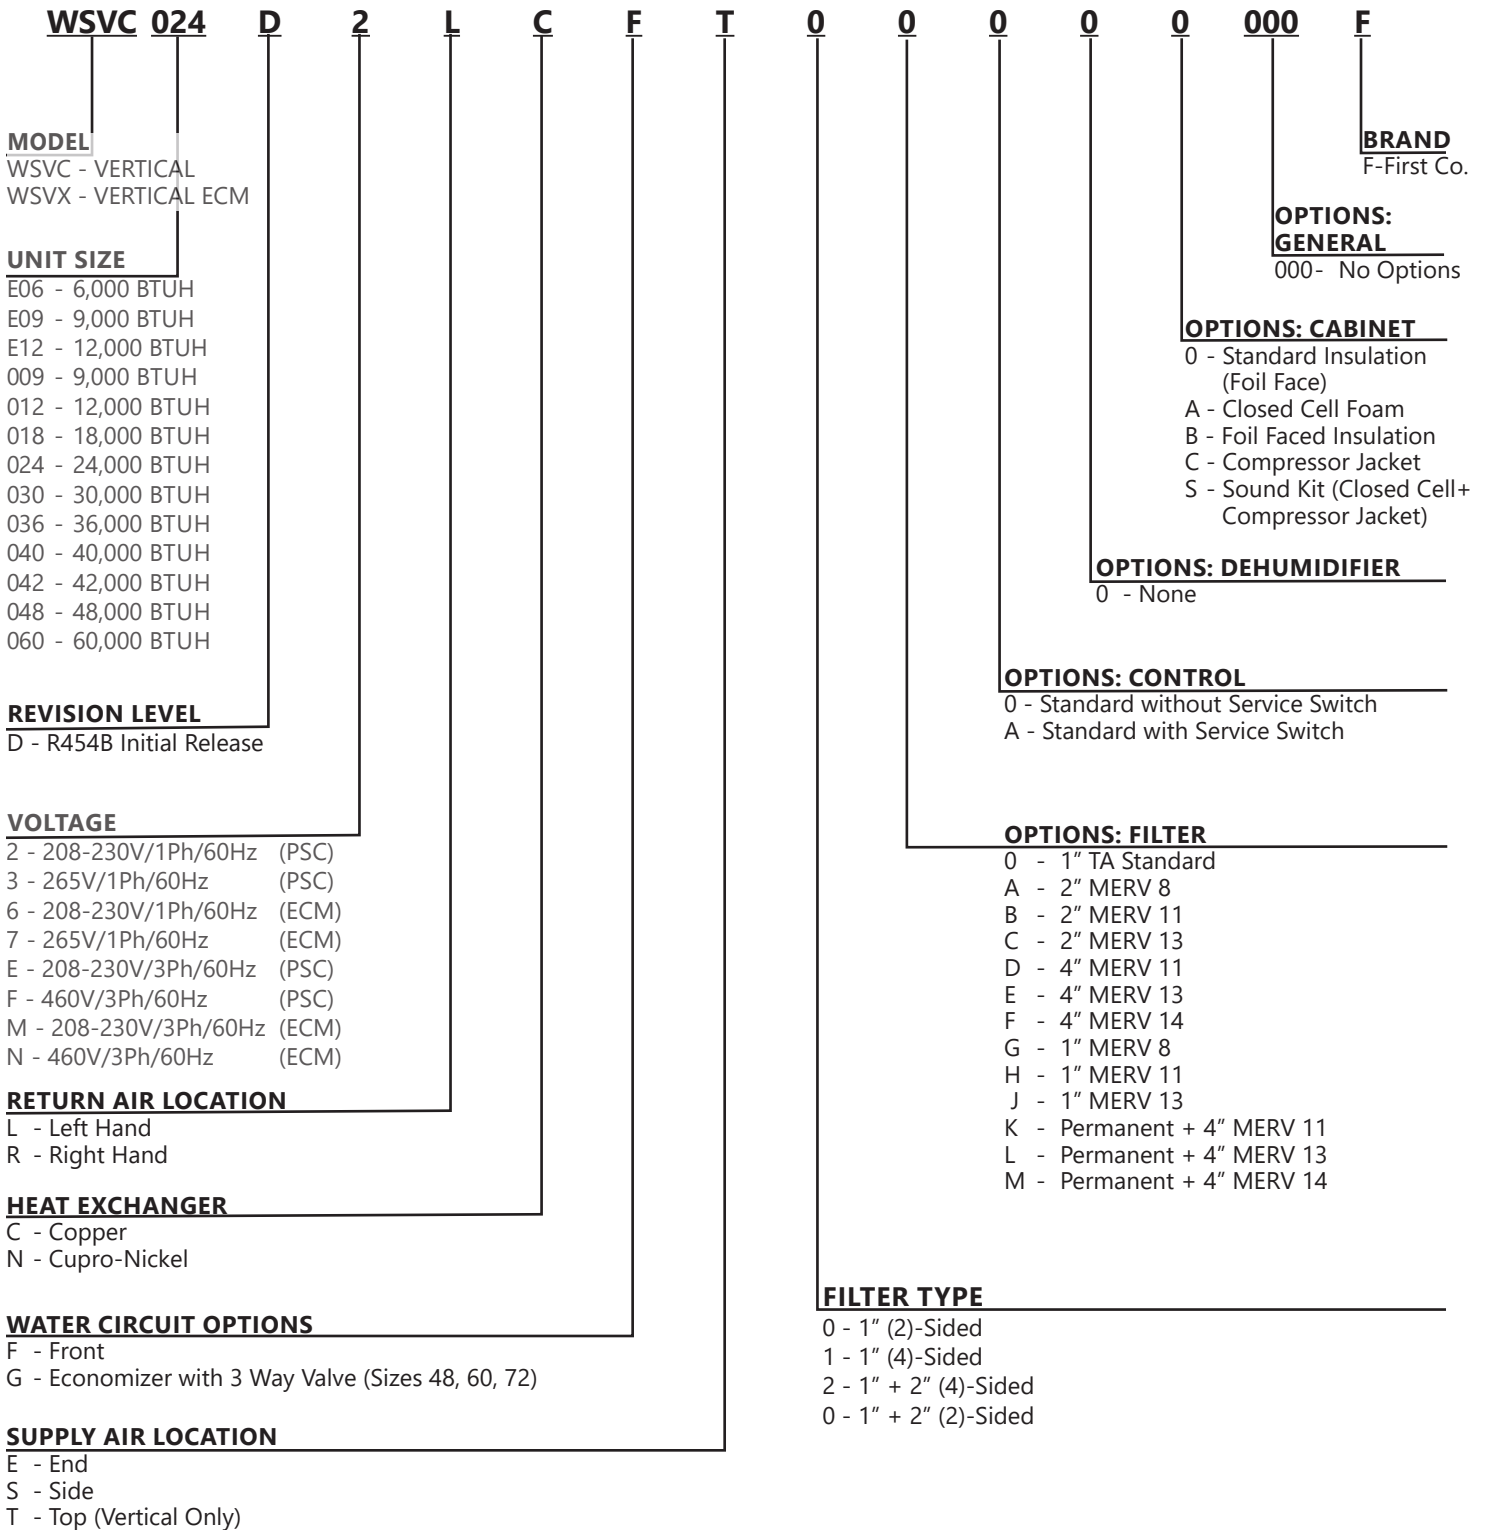 WSVC 024 D 2 L C F T 0 0 0 0 0 000 F
MODEL
WSVC - VERTICAL
WSVX - VERTICAL ECM
UNIT SIZE
E06 - 6,000 BTUH
E09 - 9,000 BTUH
E12 - 12,000 BTUH
009 - 9,000 BTUH
012 - 12,000 BTUH
018 - 18,000 BTUH
024 - 24,000 BTUH
030 - 30,000 BTUH
036 - 36,000 BTUH
040 - 40,000 BTUH
042 - 42,000 BTUH
048 - 48,000 BTUH
060 - 60,000 BTUH
REVISION LEVEL
D - R454B Initial Release
VOLTAGE
2 - 208-230V/1Ph/60Hz (PSC)
3 - 265V/1Ph/60Hz (PSC)
6 - 208-230V/1Ph/60Hz (ECM)
7 - 265V/1Ph/60Hz (ECM)
E - 208-230V/3Ph/60Hz (PSC)
F - 460V/3Ph/60Hz (PSC)
M - 208-230V/3Ph/60Hz (ECM)
N - 460V/3Ph/60Hz (ECM)
RETURN AIR LOCATION
L - Left Hand
R - Right Hand
HEAT EXCHANGER
C - Copper
N - Cupro-Nickel
WATER CIRCUIT OPTIONS
F - Front
G - Economizer with 3 Way Valve (Sizes 48, 60, 72)
SUPPLY AIR LOCATION
E - End
S - Side
T - Top (Vertical Only)
BRAND
F-First Co.
OPTIONS:
GENERAL
000- No Options
OPTIONS: CABINET
0 - Standard Insulation
(Foil Face)
A - Closed Cell Foam
B - Foil Faced Insulation
C - Compressor Jacket
S - Sound Kit (Closed Cell+
Compressor Jacket)
OPTIONS: DEHUMIDIFIER
0 - None
OPTIONS: CONTROL
0 - Standard without Service Switch
A - Standard with Service Switch
OPTIONS: FILTER
0 - 1” TA Standard
A - 2” MERV 8
B - 2” MERV 11
C - 2” MERV 13
D - 4” MERV 11
E - 4” MERV 13
F - 4” MERV 14
G - 1” MERV 8
H - 1” MERV 11
J - 1” MERV 13
K - Permanent + 4” MERV 11
L - Permanent + 4” MERV 13
M - Permanent + 4” MERV 14
FILTER TYPE
0 - 1” (2)-Sided
1 - 1” (4)-Sided
2 - 1” + 2” (4)-Sided
0 - 1” + 2” (2)-Sided